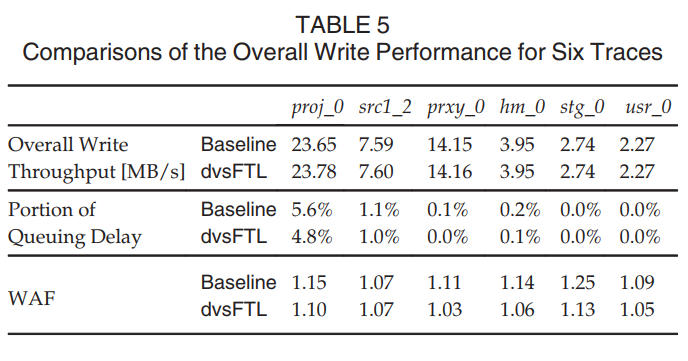 TABLE 5
Comparisons of the Overall Write Performance for Six Traces
proj_0 src1_2 prxy_0 hm_0 stg_0 usr_0
Overall Write Baseline 23.65 7.59 14.15 3.95 2.74 2.27
Throughput [MB/s] dvsFTL 23.78 7.60 14.16 3.95 2.74 2.27
Portion of Baseline 5.6% 1.1% 0.1% 0.2% 0.0% 0.0%
Queuing Delay dvsFTL 4.8% 1.0% 0.0% 0.1% 0.0% 0.0%
WAF Baseline 1.15 1.07 1.11 1.14 1.25 1.09
dvsFTL 1.10 1.07 1.03 1.06 1.13 1.05